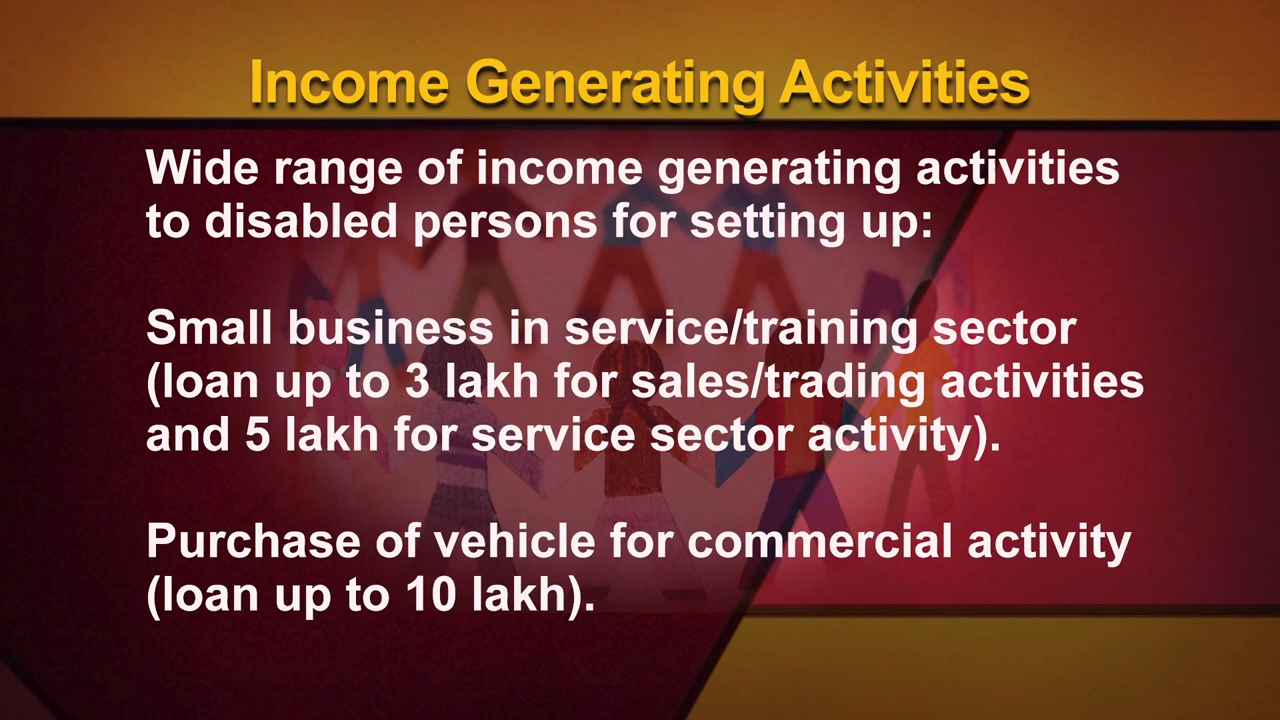 Income Generating Activities
Wide range of income generating activities
to disabled persons for setting up:
Small business in service/training sector
(loan up to 3 lakh for sales/trading activities
and 5 lakh for service sector activity).
Purchase of vehicle for commercial activity
(loan up to 10 lakh).